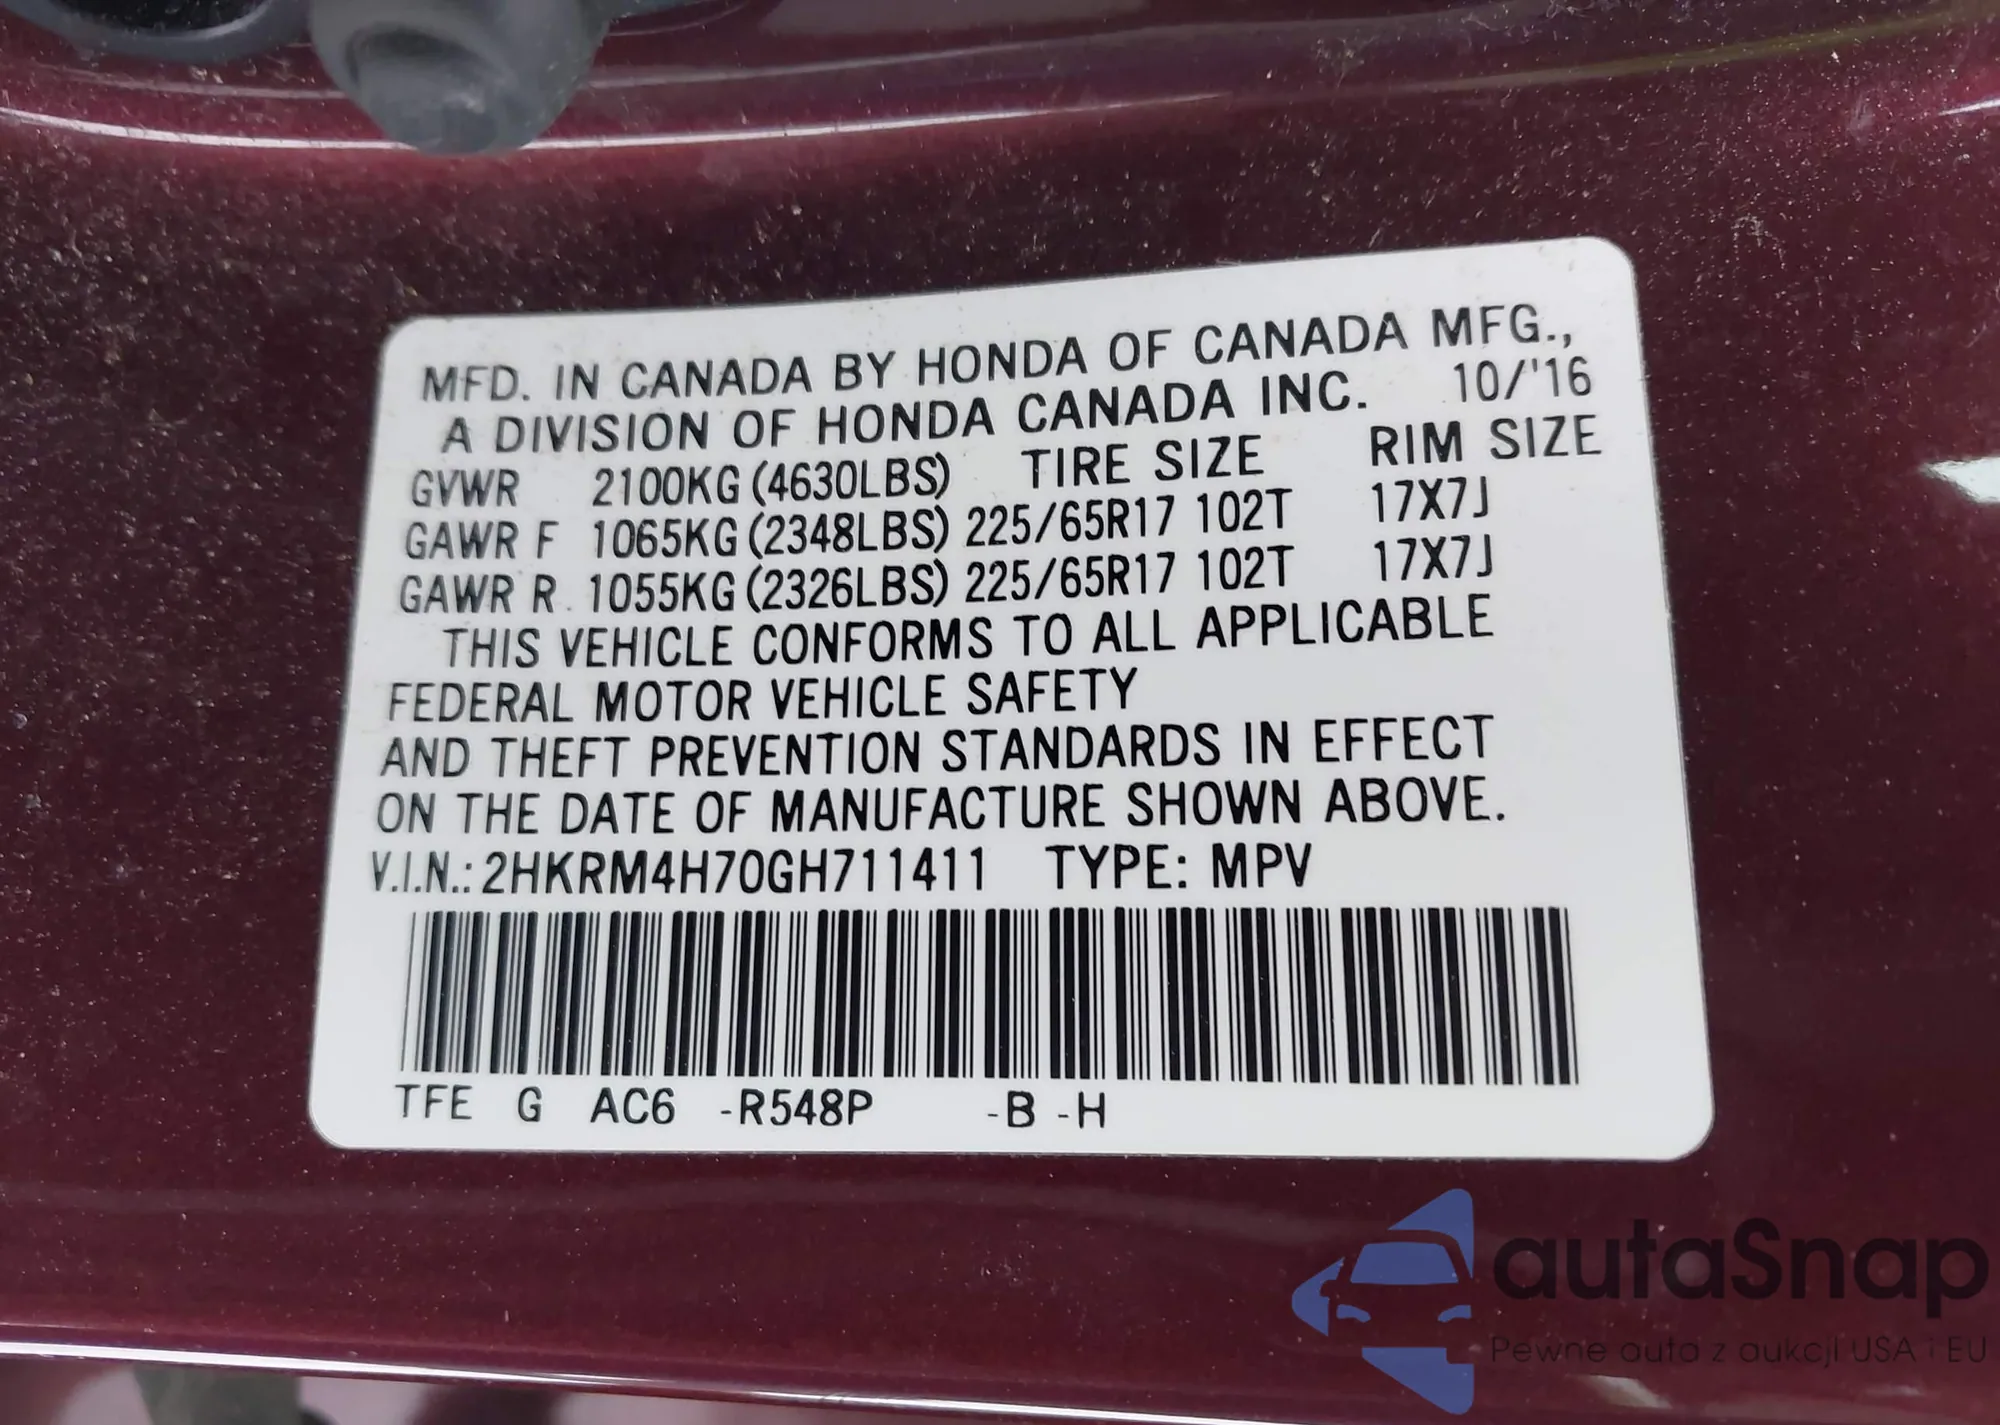 MFD. IN CANADA BY HONDA OF CANADA MFG.,
A DIVISION OF HONDA CANADA INC. 10/'16
GVWR 2100KG (4630LBS) TIRE SIZE RIM SIZE
GAWR F 1065KG (2348LBS) 225/65R17 102T 17X7J
GAWR R 1055KG (2326LBS) 225/65R17 102T 17X7J
THIS VEHICLE CONFORMS TO ALL APPLICABLE
FEDERAL MOTOR VEHICLE SAFETY
AND THEFT PREVENTION STANDARDS IN EFFECT
ON THE DATE OF MANUFACTURE SHOWN ABOVE.
V.I.N.: 2HKRM4H70GH711411 TYPE: MPV
TFE G AC6 -R548P -B -H
autaSnap
Pewne auta z aukcji USA i EU